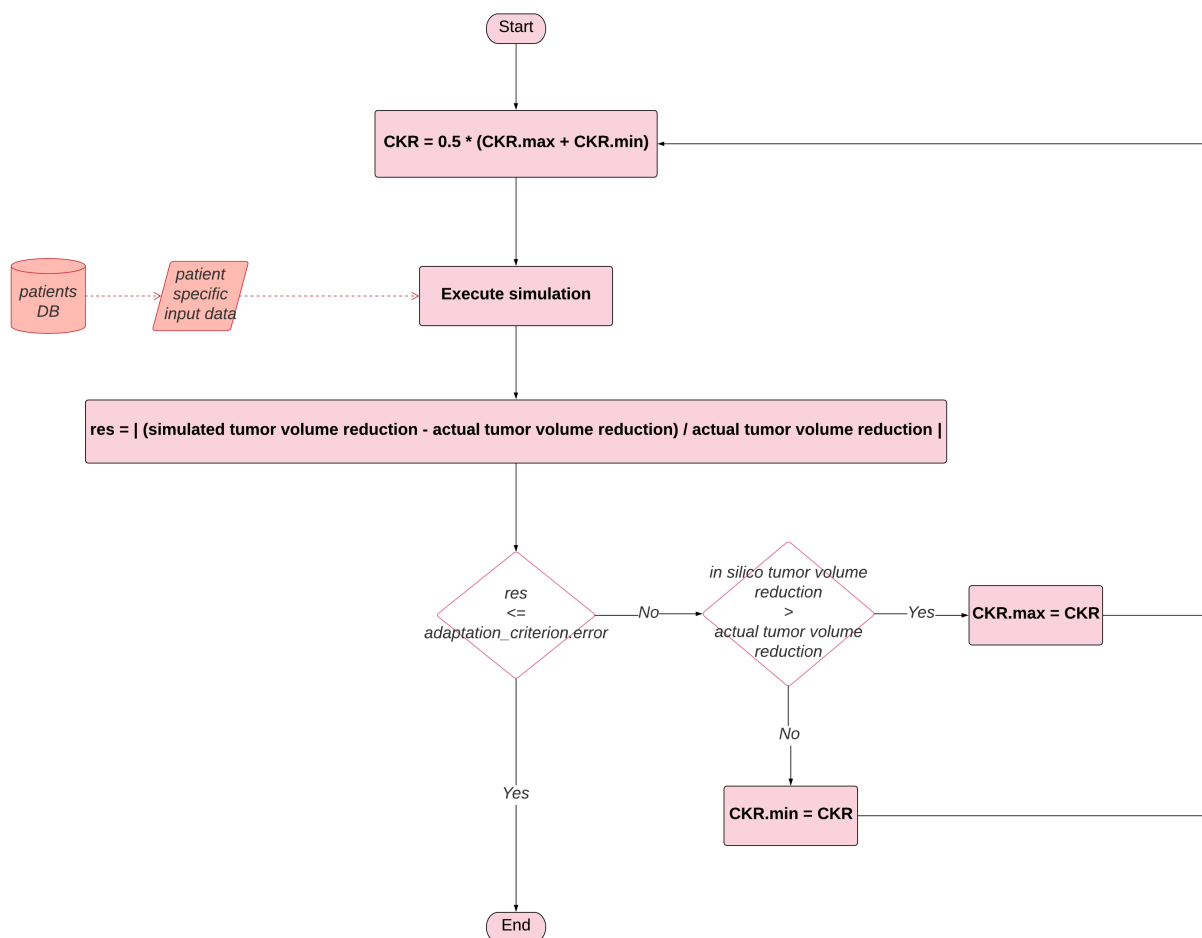 Start
CKR = 0.5 * (CKR.max + CKR.min)
patients
DB
patient
specific
input data
Execute simulation
res = | (simulated tumor volume reduction - actual tumor volume reduction) / actual tumor volume reduction |
res
<=
adaptation_criterion.error
No
in silico tumor volume
reduction
>
actual tumor volume
reduction
Yes
CKR.max = CKR
No
Yes
CKR.min = CKR
End